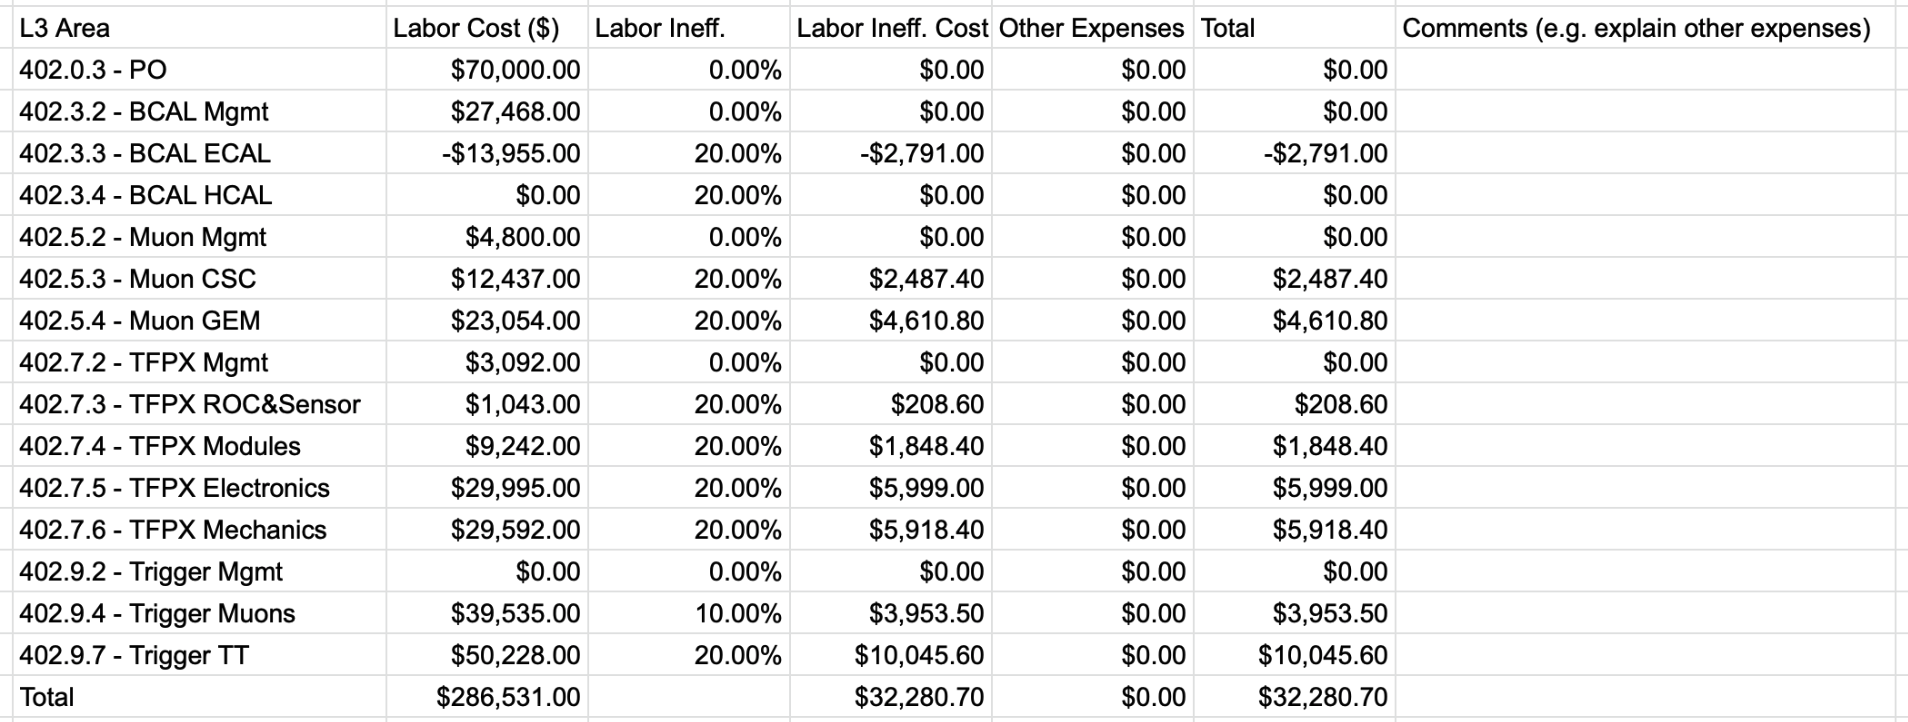 L3 Area Labor Cost ($) Labor Ineff. Labor Ineff. Cost Other Expenses Total Comments (e.g. explain other expenses)
402.0.3 - PO $70,000.00 0.00% $0.00 $0.00 $0.00
402.3.2 - BCAL Mgmt $27,468.00 0.00% $0.00 $0.00 $0.00
402.3.3 - BCAL ECAL -$13,955.00 20.00% -$2,791.00 $0.00 -$2,791.00
402.3.4 - BCAL HCAL $0.00 20.00% $0.00 $0.00 $0.00
402.5.2 - Muon Mgmt $4,800.00 0.00% $0.00 $0.00 $0.00
402.5.3 - Muon CSC $12,437.00 20.00% $2,487.40 $0.00 $2,487.40
402.5.4 - Muon GEM $23,054.00 20.00% $4,610.80 $0.00 $4,610.80
402.7.2 - TFPX Mgmt $3,092.00 0.00% $0.00 $0.00 $0.00
402.7.3 - TFPX ROC&Sensor $1,043.00 20.00% $208.60 $0.00 $208.60
402.7.4 - TFPX Modules $9,242.00 20.00% $1,848.40 $0.00 $1,848.40
402.7.5 - TFPX Electronics $29,995.00 20.00% $5,999.00 $0.00 $5,999.00
402.7.6 - TFPX Mechanics $29,592.00 20.00% $5,918.40 $0.00 $5,918.40
402.9.2 - Trigger Mgmt $0.00 0.00% $0.00 $0.00 $0.00
402.9.4 - Trigger Muons $39,535.00 10.00% $3,953.50 $0.00 $3,953.50
402.9.7 - Trigger TT $50,228.00 20.00% $10,045.60 $0.00 $10,045.60
Total $286,531.00 $32,280.70 $0.00 $32,280.70